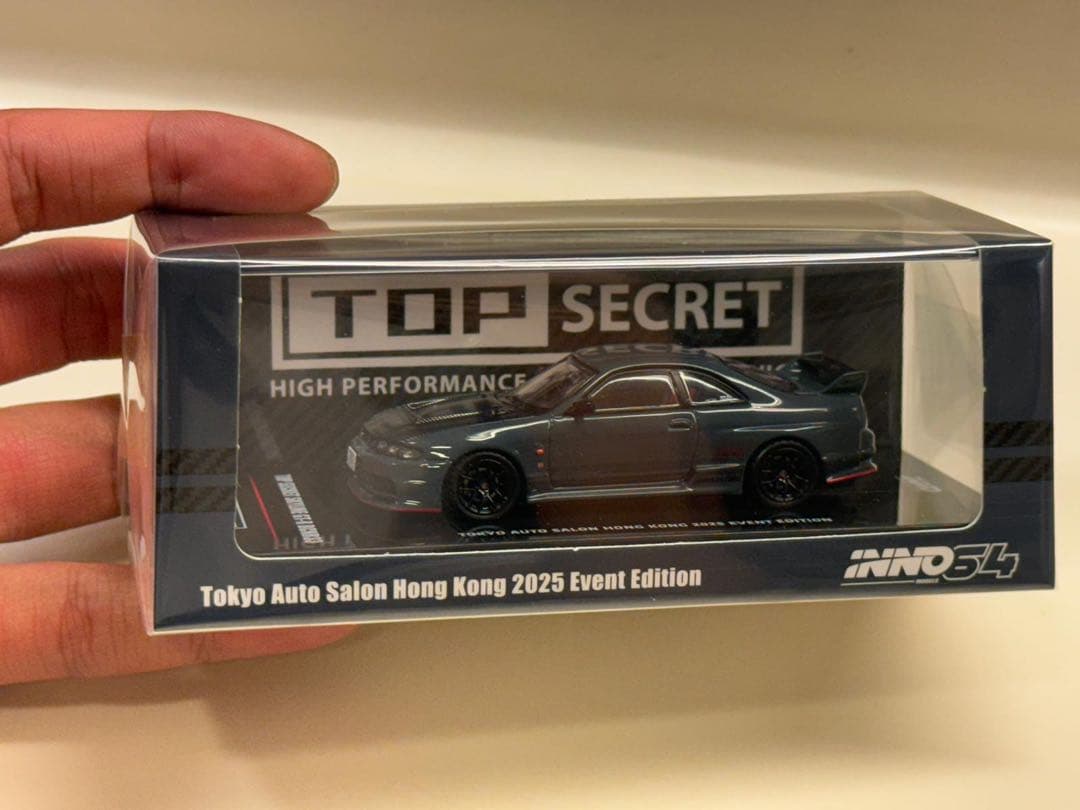 TOP SECRET
HIGH PERFORMANCE
TOKYO AUTO SALON HONG KONG 2025 EVENT EDITION
Tokyo Auto Salon Hong Kong 2025 Event Edition
INNO64
MODELS